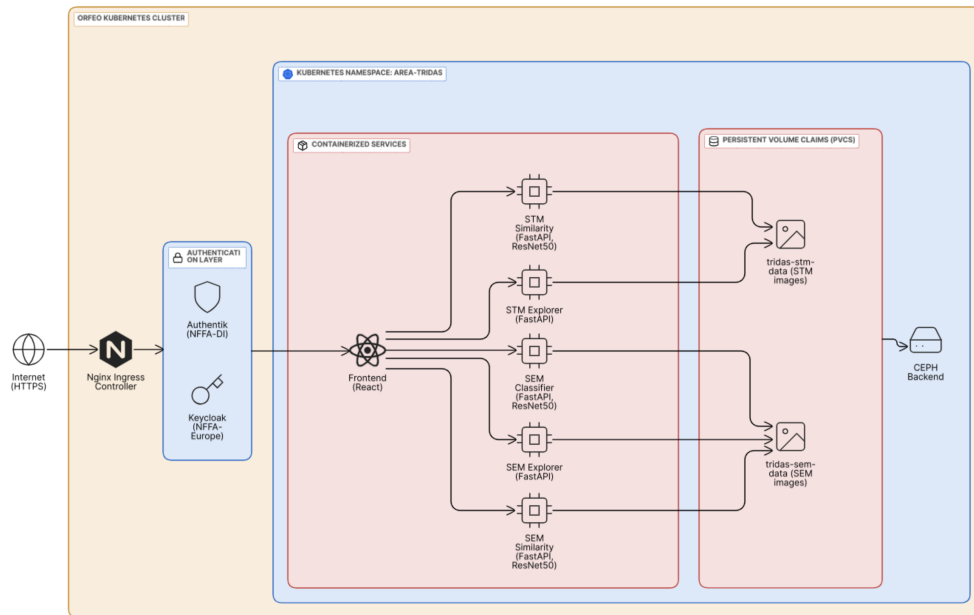 ORFEO KUBERNETES CLUSTER
KUBERNETES NAMESPACE: AREA-TRIDAS
CONTAINERIZED SERVICES
PERSISTENT VOLUME CLAIMS (PVCS)
AUTHENTICATI
ON LAYER
Internet
(HTTPS)
Nginx Ingress
Controller
Authentik
(NFFA-DI)
Keycloak
(NFFA-
Europe)
Frontend
(React)
STM
Similarity
(FastAPI,
ResNet50)
STM Explorer
(FastAPI)
SEM
Classifier
(FastAPI,
ResNet50)
SEM Explorer
(FastAPI)
SEM
Similarity
(FastAPI,
ResNet50)
tridas-stm-
data (STM
images)
tridas-sem-
data (SEM
images)
CEPH
Backend